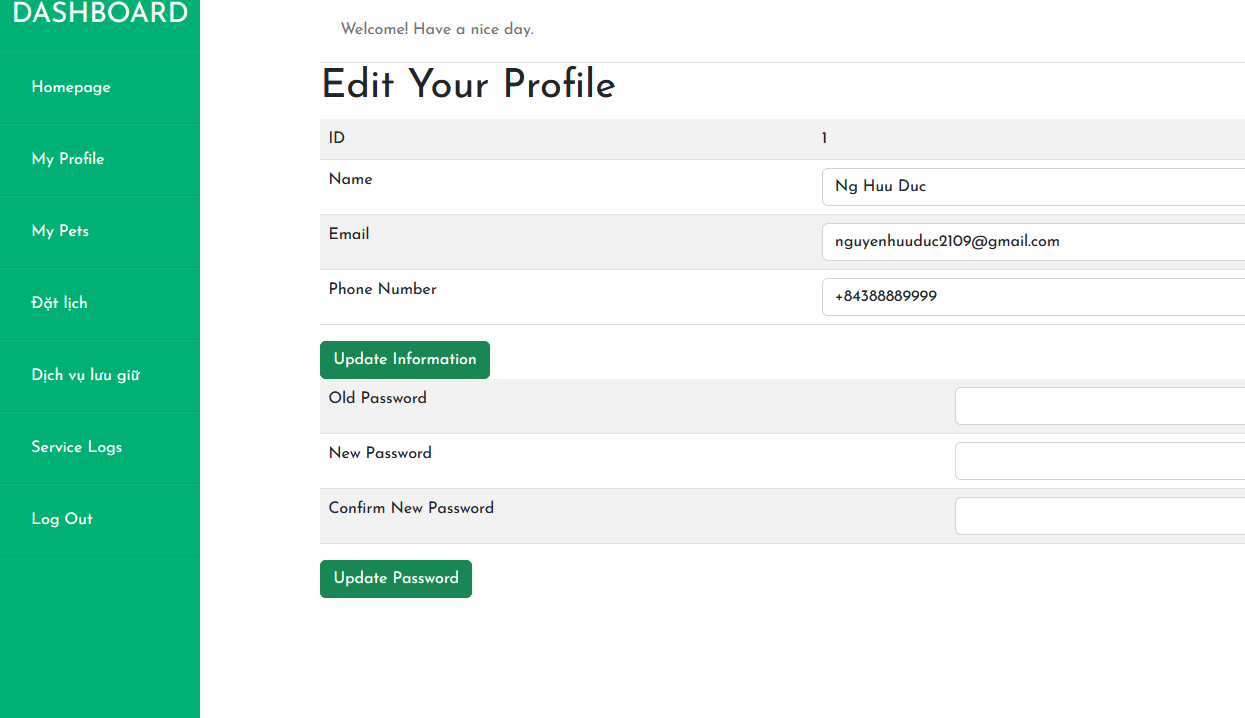 DASHBOARD
Welcome! Have a nice day.
Homepage
My Profile
My Pets
Đặt lịch
Dịch vụ lưu giữ
Service Logs
Log Out
Edit Your Profile
ID 1
Name Ng Huu Duc
Email nguyenhuuduc2109@gmail.com
Phone Number +84388889999
Update Information
Old Password
New Password
Confirm New Password
Update Password